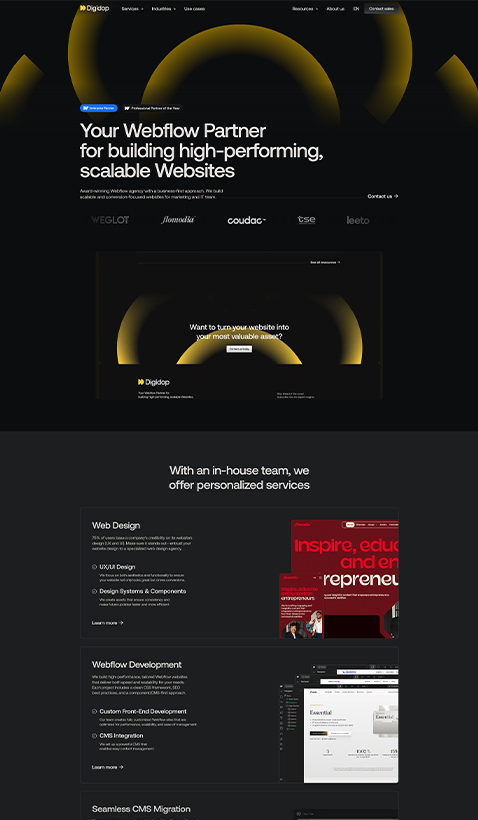 Digidop
Services
Industries
Use cases
Resources
About us
EN
Contact sales
Enterprise Partner
Professional Partner of the Year
Your Webflow Partner
for building high-performing,
scalable Websites
Award-winning Webflow agency with a business-first approach. We build
scalable and conversion-focused websites for marketing and IT team.
Contact us →
WEGLOT
flomodia
coudac
tse
leeto
See all resources
Want to turn your website into
your most valuable asset?
Digidop
Your Webflow Partner for
building high-performing, scalable Websites.
With an in-house team, we
offer personalized services
Web Design
75% of users base a company's credibility on its website's
design (UX and UI). Make sure it stands out—entrust your
website design to a specialized web design agency.
UX/UI Design
We focus on both aesthetics and functionality to ensure
your website not only looks great but drives conversions.
Design Systems & Components
We create assets that ensure consistency and
make future updates faster and more efficient.
Learn more →
Inspire, educ
and en
repreneu
Inspire, educate
entrepreneurs.
Webflow Development
We build high-performance, tailored Webflow websites
that deliver both speed and scalability for your needs.
Each project includes a clean CSS framework, SEO
best practices, and a component/CMS-first approach.
Custom Front-End Development
Our team creates fully customized Webflow sites that are
optimized for performance, scalability, and ease of management.
CMS Integration
We set up a powerful CMS that
enables easy content management.
Learn more →
Essential
Seamless CMS Migration